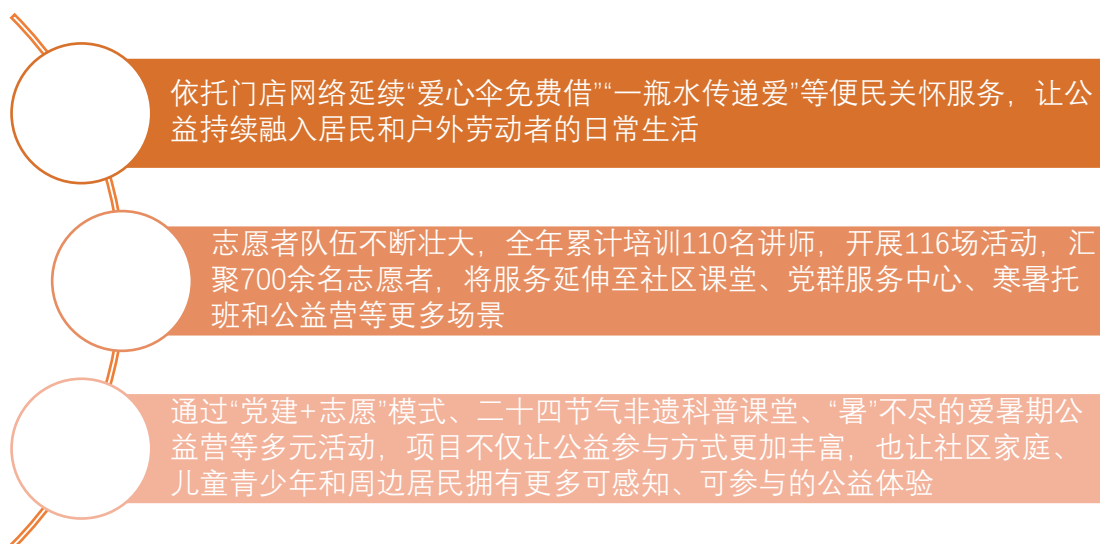 依托门店网络延续“爱心伞免费借”“一瓶水传递爱”等便民关怀服务，让公
益持续融入居民和户外劳动者的日常生活
志愿者队伍不断壮大，全年累计培训110名讲师，开展116场活动，汇
聚700余名志愿者，将服务延伸至社区课堂、党群服务中心、寒暑托
班和公益营等更多场景
通过“党建+志愿”模式、二十四节气非遗科普课堂、“暑”不尽的爱暑期公
益营等多元活动，项目不仅让公益参与方式更加丰富，也让社区家庭、
儿童青少年和周边居民拥有更多可感知、可参与的公益体验